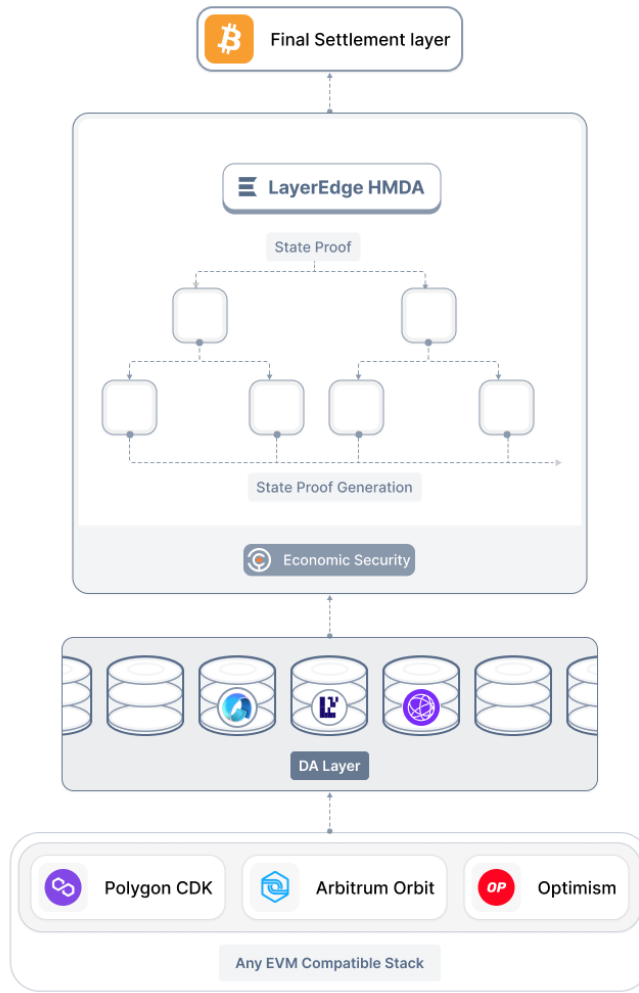 Final Settlement layer
LayerEdge HMDA
State Proof
State Proof Generation
Economic Security
DA Layer
Polygon CDK
Arbitrum Orbit
OP
Optimism
Any EVM Compatible Stack